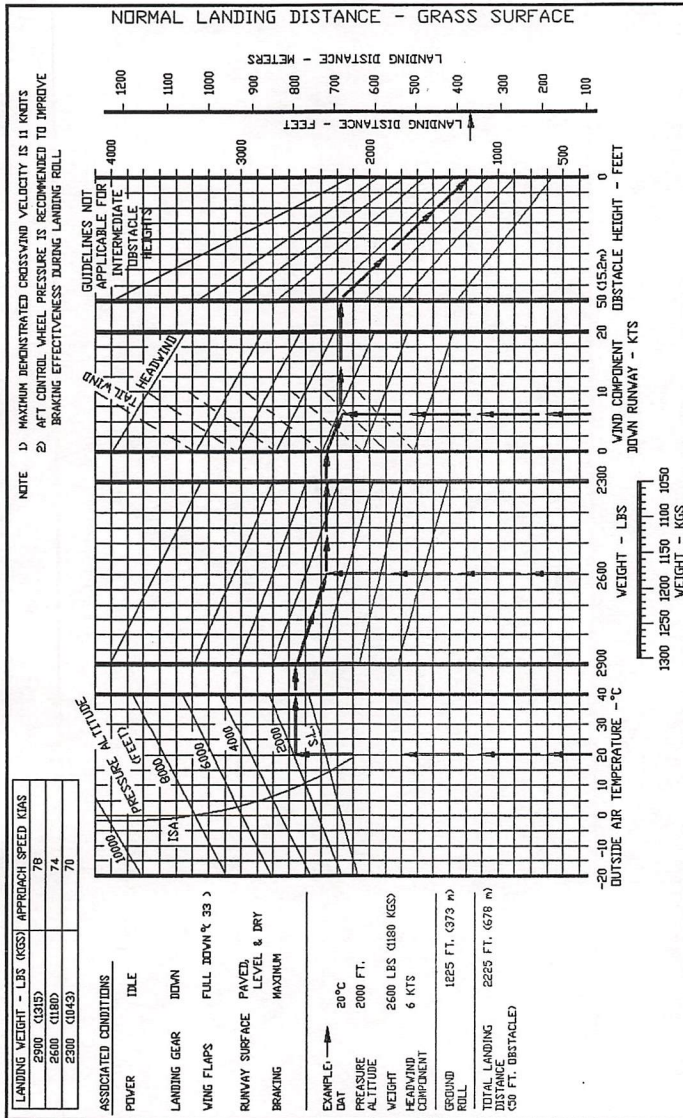 NORMAL LANDING DISTANCE - GRASS SURFACE
NOTE 1) MAXIMUM DEMONSTRATED CROSSWIND VELOCITY IS 11 KNOTS
2) AFT CONTROL WHEEL PRESSURE IS RECOMMENDED TO IMPROVE
BRAKING EFFECTIVENESS DURING LANDING ROLL
LANDING WEIGHT - LBS (KGS) APPROACH SPEED KIAS
2900 (1315) 78
2600 (1180) 74
2300 (1043) 70
ASSOCIATED CONDITIONS
POWER IDLE
LANDING GEAR DOWN
WING FLAPS FULL DOWN
RUNWAY SURFACE PAVED,
LEVEL & DRY
BRAKING MAXIMUM
EXAMPLE:
OAT 20°C
PREASURE
ALTITUDE 2000 FT.
WEIGHT 2600 LBS (1180 KGS)
HEADWIND
COMPONENT 6 KTS
GROUND
ROLL 1225 FT. (373 m)
TOTAL LANDING
DISTANCE 2225 FT. (678 m)
(50 FT. OBSTACLE)
PRESSURE ALTITUDE
(FEET)
10000
8000
6000
4000
2000
S.L.
ISA
-20 -10 0 10 20 30 40
OUTSIDE AIR TEMPERATURE - °C
2900 2600 2300
WEIGHT - LBS
1300 1250 1200 1150 1100 1050
WEIGHT - KGS
TAILWIND
HEADWIND
0 10 20
WIND COMPONENT
DOWN RUNWAY - KTS
GUIDELINES NOT
APPLICABLE FOR
INTERMEDIATE
OBSTACLE
HEIGHTS
50 (15.2m) 0
OBSTACLE HEIGHT - FEET
4000
3000
2000
1000
500
LANDING DISTANCE - FEET
1200
1100
1000
900
800
700
600
500
400
300
200
100
LANDING DISTANCE - METERS